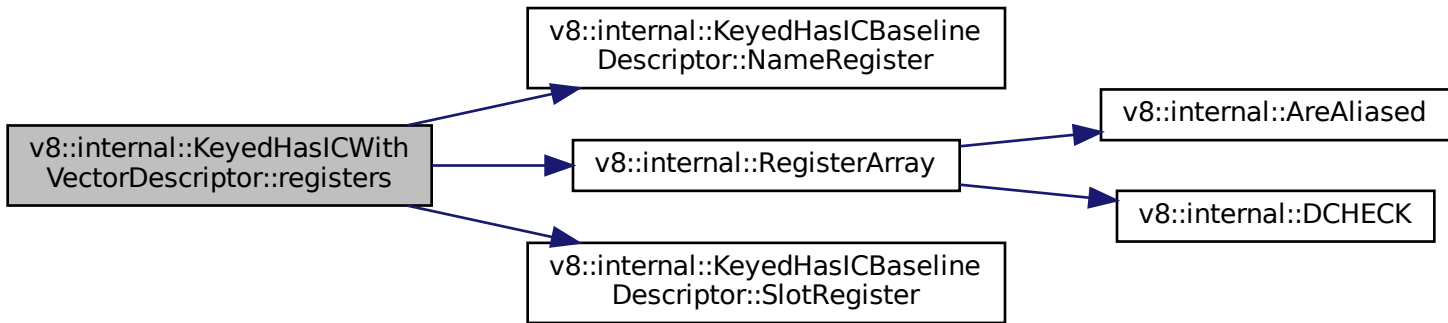 v8::internal::KeyedHasICWith
VectorDescriptor::registers
v8::internal::KeyedHasICBaseline
Descriptor::NameRegister
v8::internal::RegisterArray
v8::internal::AreAliased
v8::internal::DCHECK
v8::internal::KeyedHasICBaseline
Descriptor::SlotRegister